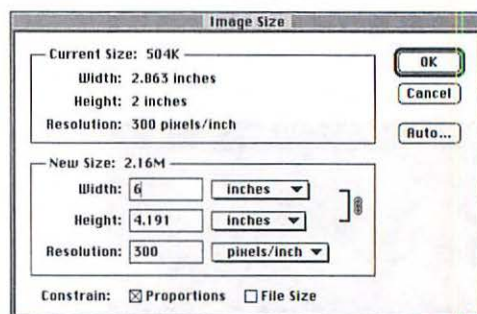 Image Size
Current Size: 504K
Width: 2.863 inches
Height: 2 inches
Resolution: 300 pixels/inch
OK
Cancel
Auto...
New Size: 2.16M
Width: 6 inches
Height: 4.191 inches
Resolution: 300 pixels/inch
Constrain: Proportions File Size